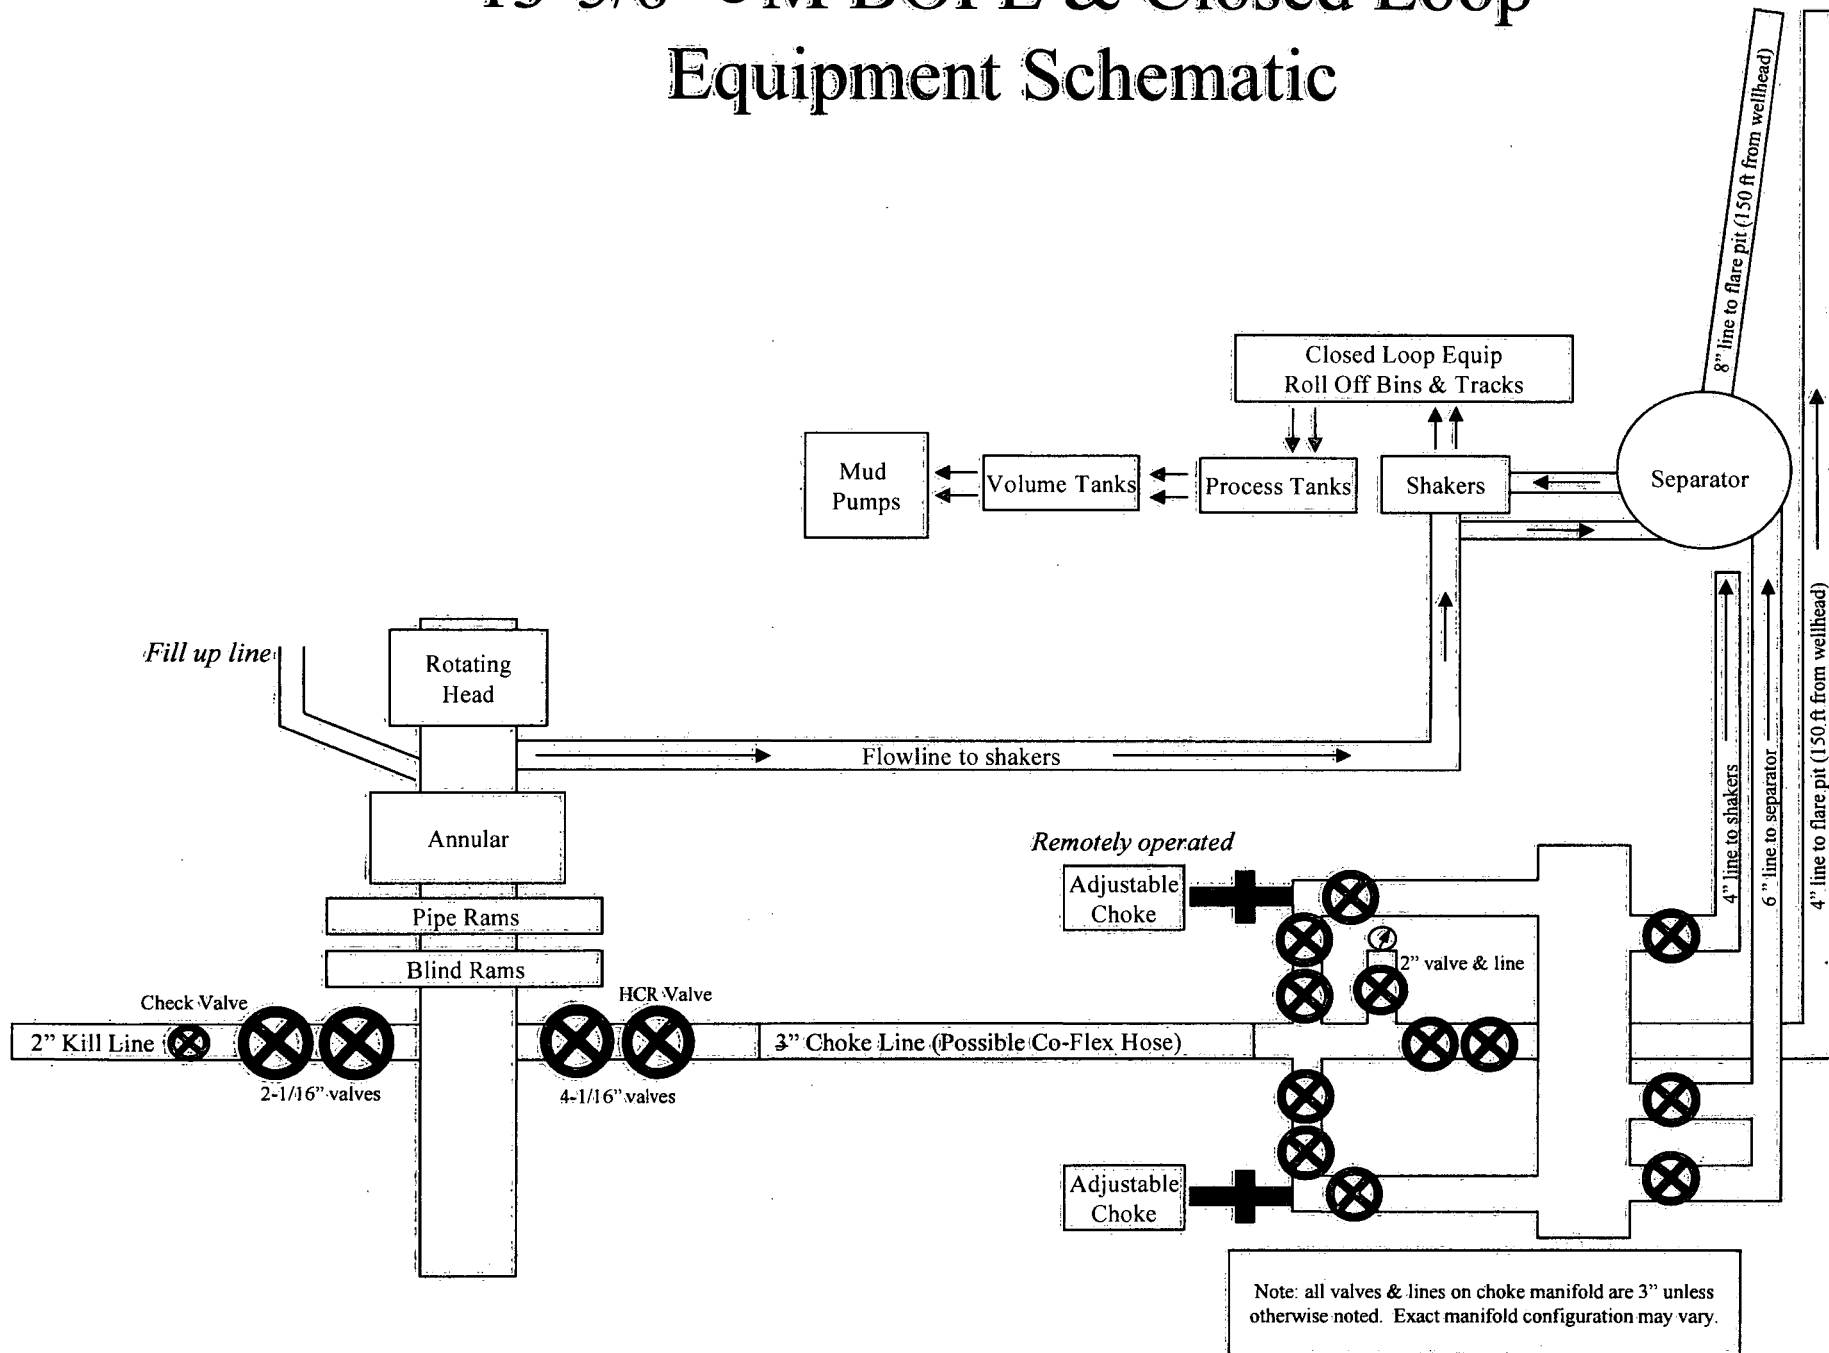 BOPE & Closed Loop
Equipment Schematic
8” line to flare pit (150 ft from wellhead)
Closed Loop Equip
Roll Off Bins & Tracks
Mud
Pumps
Volume Tanks
Process Tanks
Shakers
Separator
Fill up line
Rotating
Head
Flowline to shakers
4” line to shakers
6” line to separator
4” line to flare pit (150 ft from wellhead)
Annular
Remotely operated
Adjustable
Choke
Pipe Rams
Blind Rams
2” valve & line
Check Valve
HCR Valve
2” Kill Line
3” Choke Line (Possible Co-Flex Hose)
2-1/16” valves
4-1/16” valves
Adjustable
Choke
Note: all valves & lines on choke manifold are 3” unless
otherwise noted. Exact manifold configuration may vary.